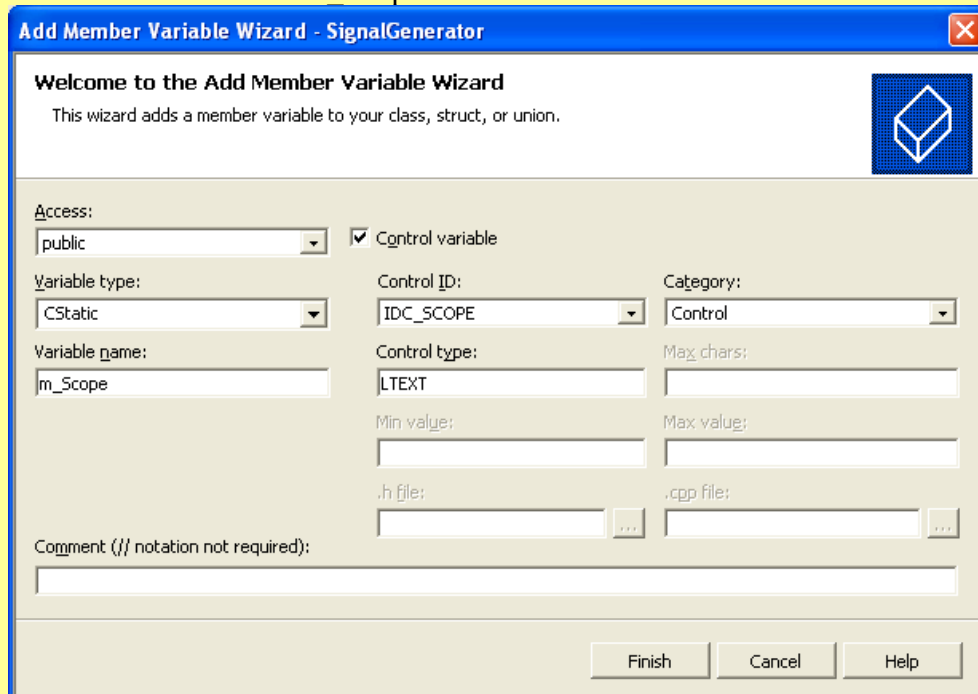 Add Member Variable Wizard - SignalGenerator
Welcome to the Add Member Variable Wizard
This wizard adds a member variable to your class, struct, or union.
Access:
public
Control variable
Variable type:
Control ID:
Category:
CStatic
IDC_SCOPE
Control
Variable name:
Control type:
Max chars:
m_Scope
LTEXT
Min value:
Max value:
.h file:
.cpp file:
...
...
Comment (// notation not required):
Finish
Cancel
Help